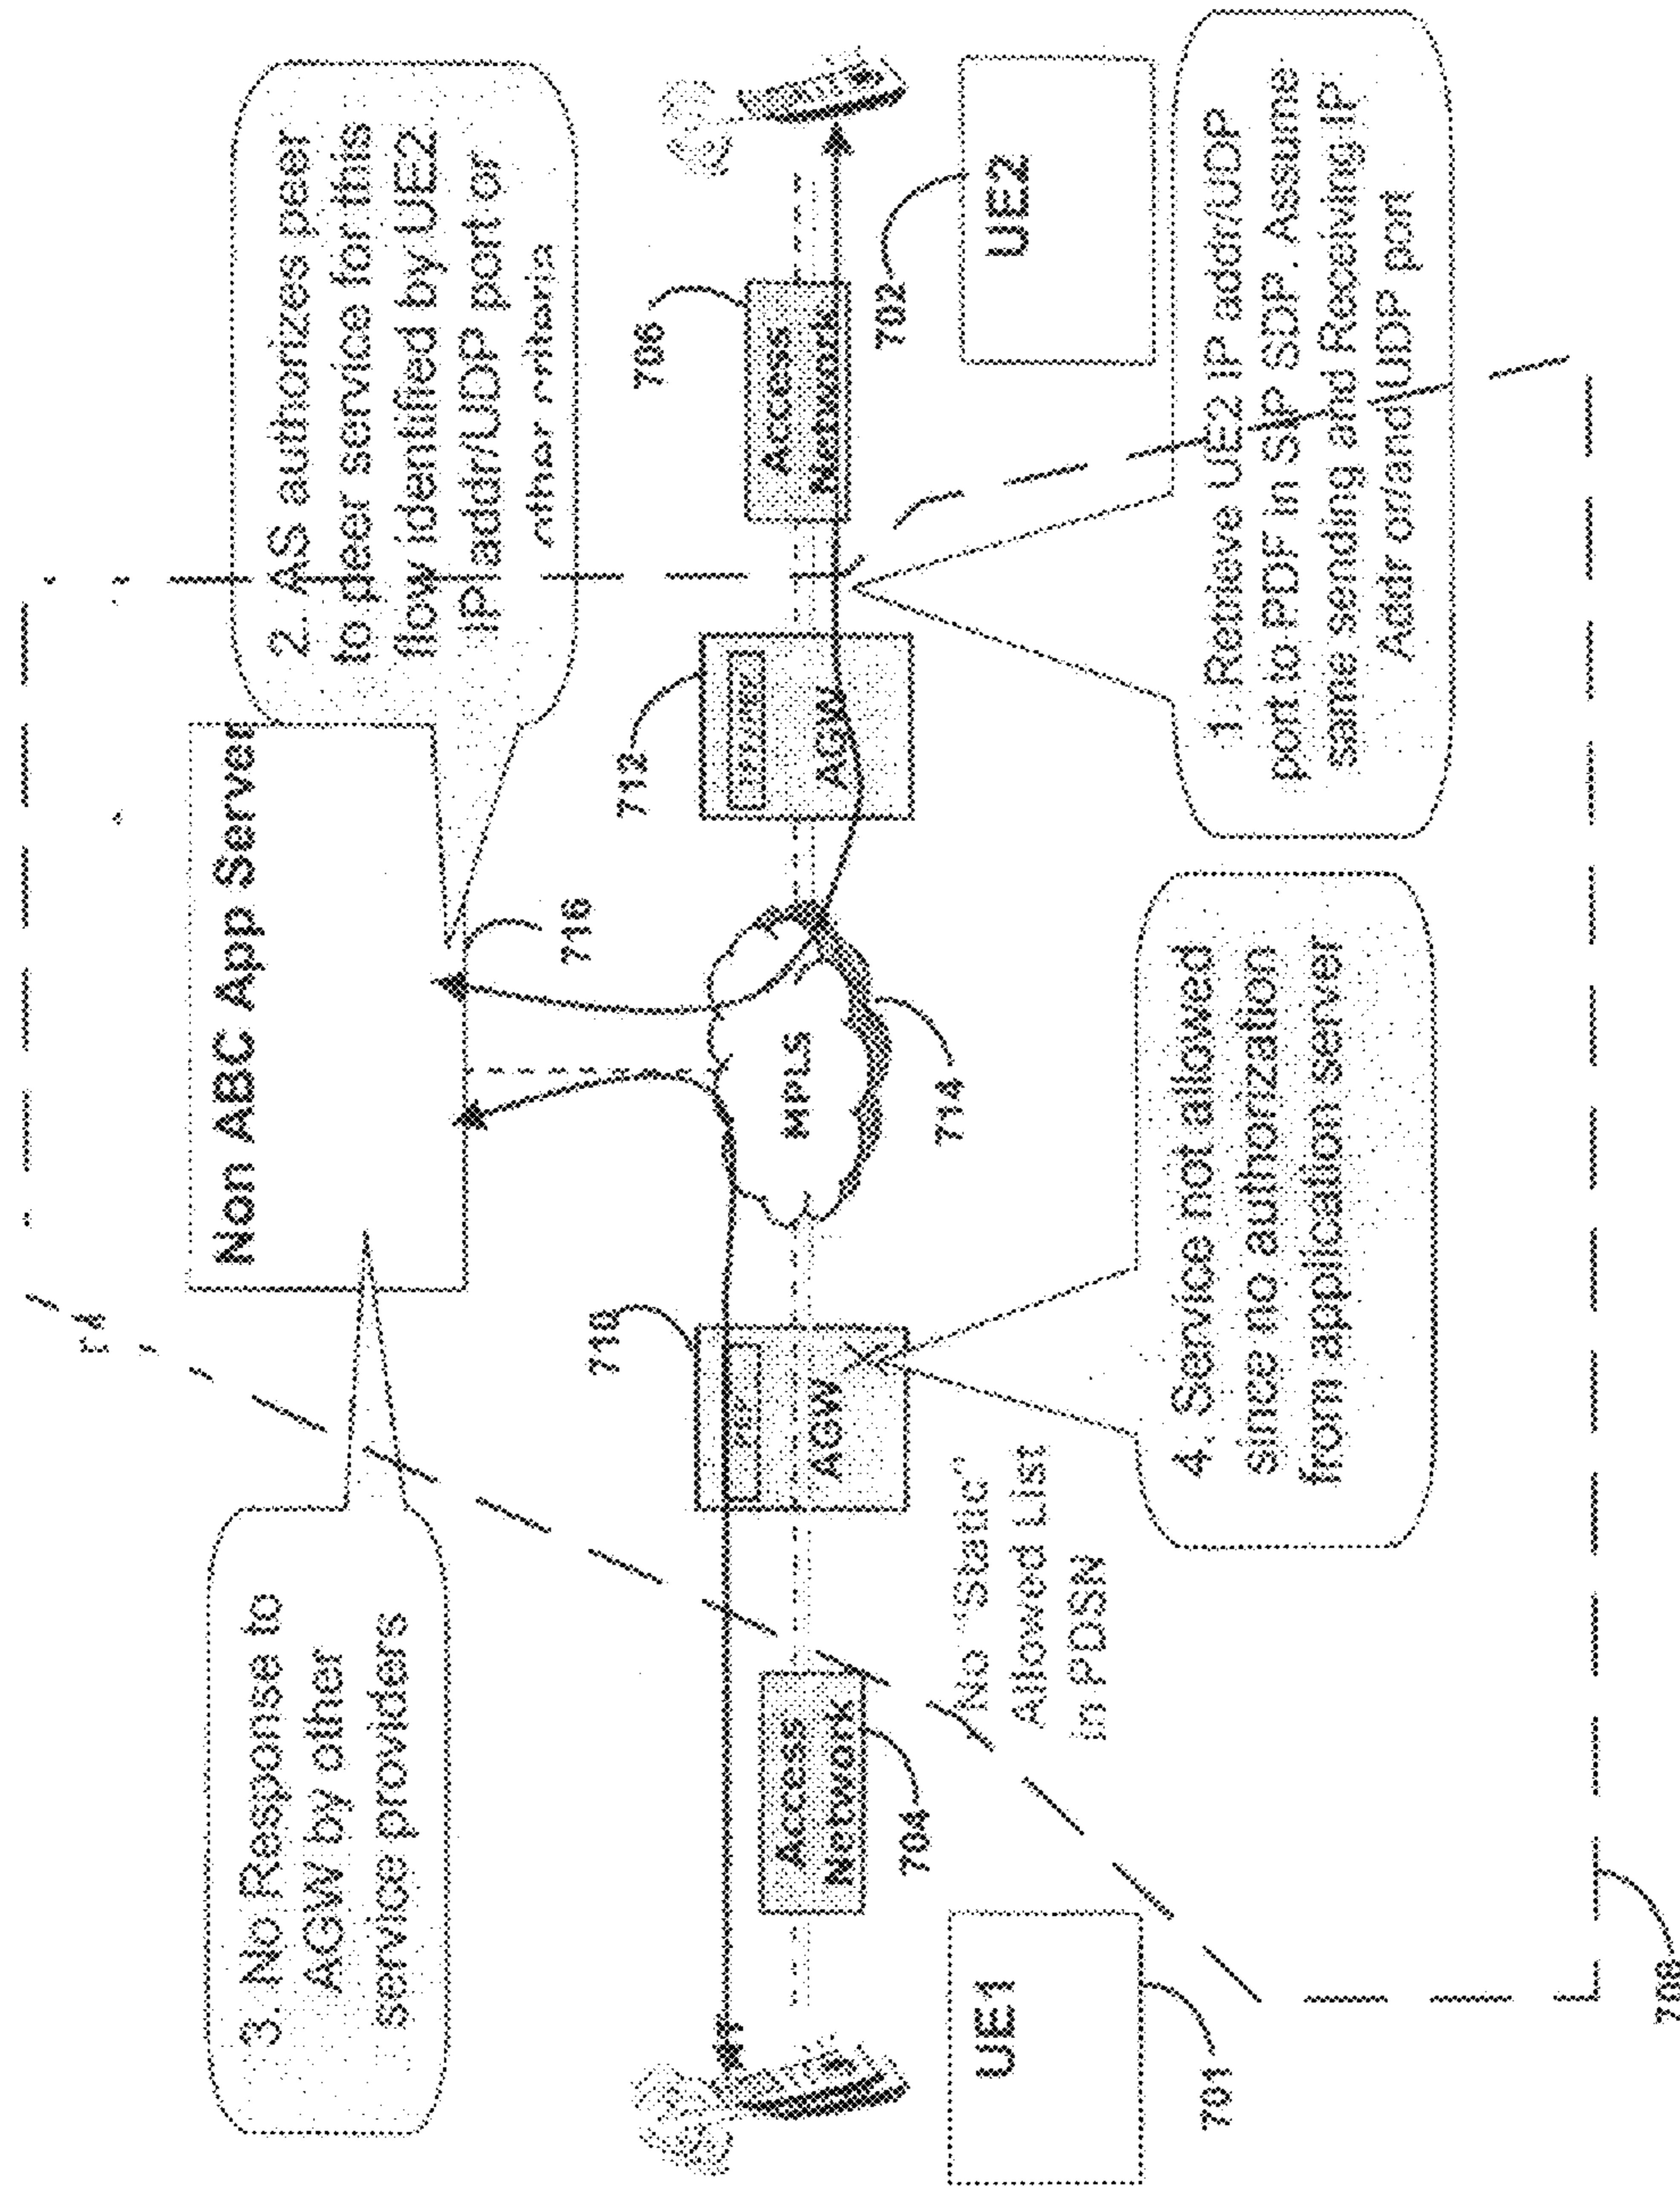 3. No Response to
AGW by other
service providers
Non ABC App Server
2. AS authorizes peer
to peer service for this
flow identified by UE2
IP addr/UDP port or
other criteria
716
710
712
706
Access
Network
AGW
MPLS
AGW
Access
Network
704
714
702
UE1
701
No "Static"
Allowed List
in PDSN
UE2
4. Service not allowed
since no authorization
from application server
1. Retrieve UE2 IP addr/UDP
port to PDF in SIP SDP. Assume
same sending and Receiving IP
Addr or/and UDP port
708